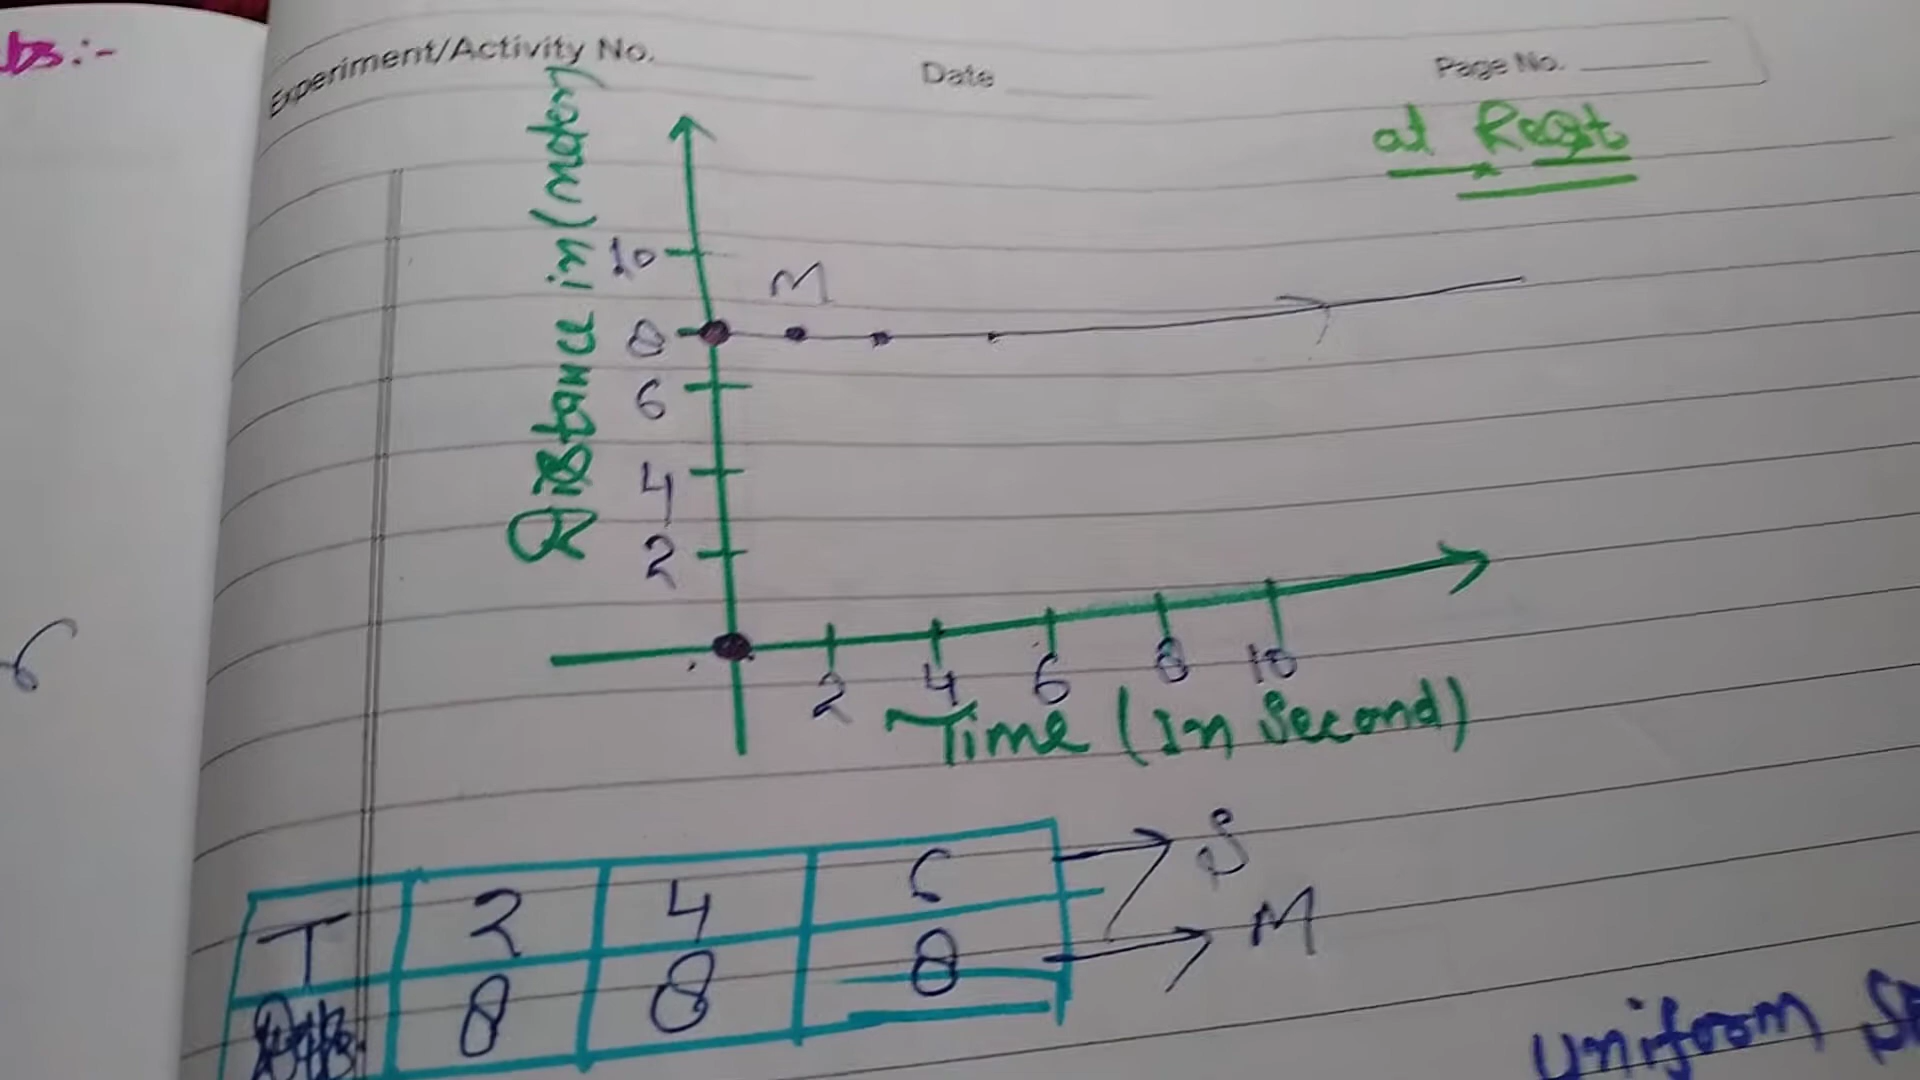 Experiment/Activity No.
Date
Page No.
at Rest
Distance in (meter)
10
M
8
6
4
2
2 4 6 8 10
Time (In Second)
6
T 2 4 6 → S
8 8 8 → M
Uniform